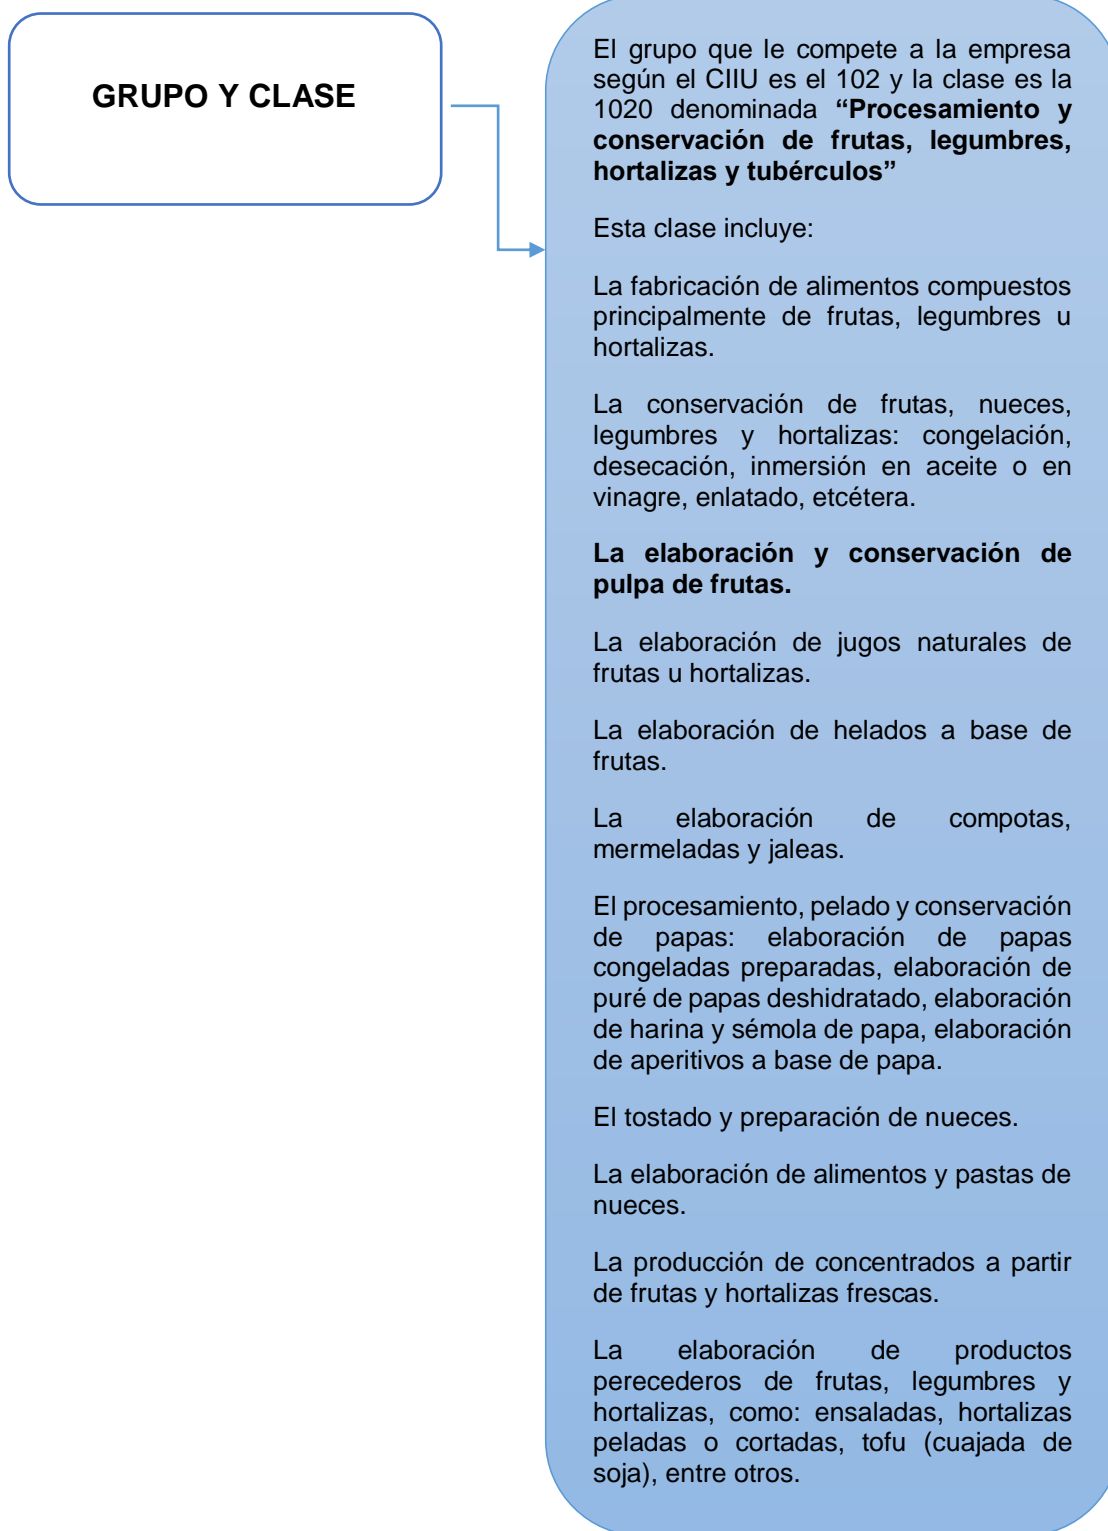 GRUPO Y CLASE
El grupo que le compete a la empresa
según el CIIU es el 102 y la clase es la
1020 denominada “Procesamiento y
conservación de frutas, legumbres,
hortalizas y tubérculos”
Esta clase incluye:
La fabricación de alimentos compuestos
principalmente de frutas, legumbres u
hortalizas.
La conservación de frutas, nueces,
legumbres y hortalizas: congelación,
desecación, inmersión en aceite o en
vinagre, enlatado, etcétera.
La elaboración y conservación de
pulpa de frutas.
La elaboración de jugos naturales de
frutas u hortalizas.
La elaboración de helados a base de
frutas.
La elaboración de compotas,
mermeladas y jaleas.
El procesamiento, pelado y conservación
de papas: elaboración de papas
congeladas preparadas, elaboración de
puré de papas deshidratado, elaboración
de harina y sémola de papa, elaboración
de aperitivos a base de papa.
El tostado y preparación de nueces.
La elaboración de alimentos y pastas de
nueces.
La producción de concentrados a partir
de frutas y hortalizas frescas.
La elaboración de productos
perecederos de frutas, legumbres y
hortalizas, como: ensaladas, hortalizas
peladas o cortadas, tofu (cuajada de
soja), entre otros.